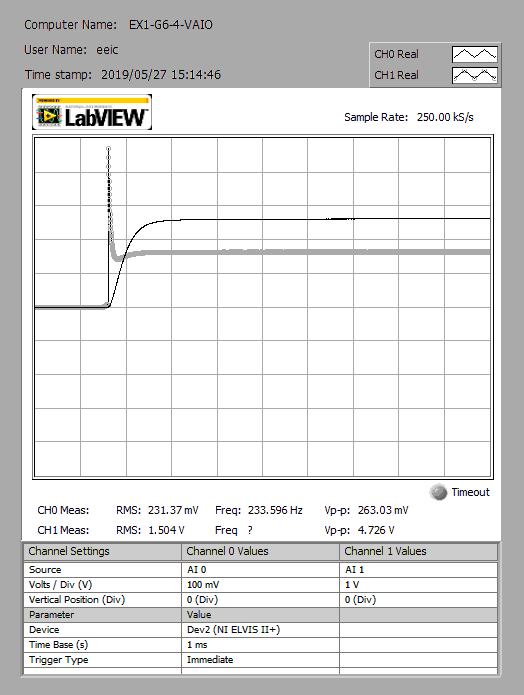 Computer Name: EX1-G6-4-VAIO
User Name: eeic
Time stamp: 2019/05/27 15:14:46
CH0 Real
CH1 Real
POWERED BY
LabVIEW
Sample Rate: 250.00 kS/s
Timeout
CH0 Meas: RMS: 231.37 mV Freq: 233.596 Hz Vp-p: 263.03 mV
CH1 Meas: RMS: 1.504 V Freq ? Vp-p: 4.726 V
Channel Settings Channel 0 Values Channel 1 Values
Source AI 0 AI 1
Volts / Div (V) 100 mV 1 V
Vertical Position (Div) 0 (Div) 0 (Div)
Parameter Value
Device Dev2 (NI ELVIS II+)
Time Base (s) 1 ms
Trigger Type Immediate